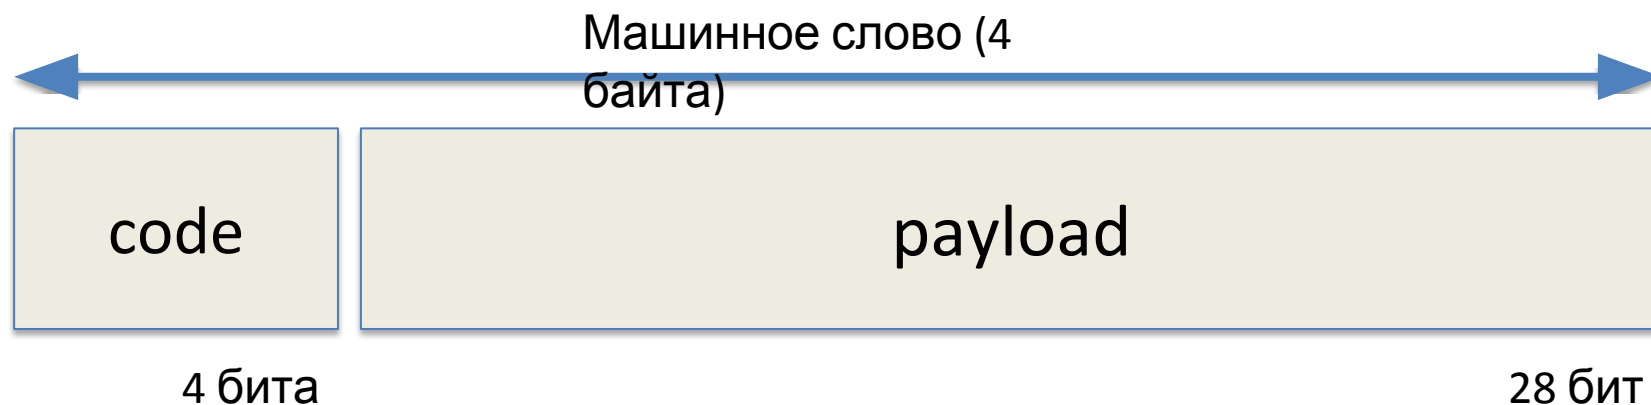 Машинное слово (4
байта)
code
payload
4 бита
28 бит